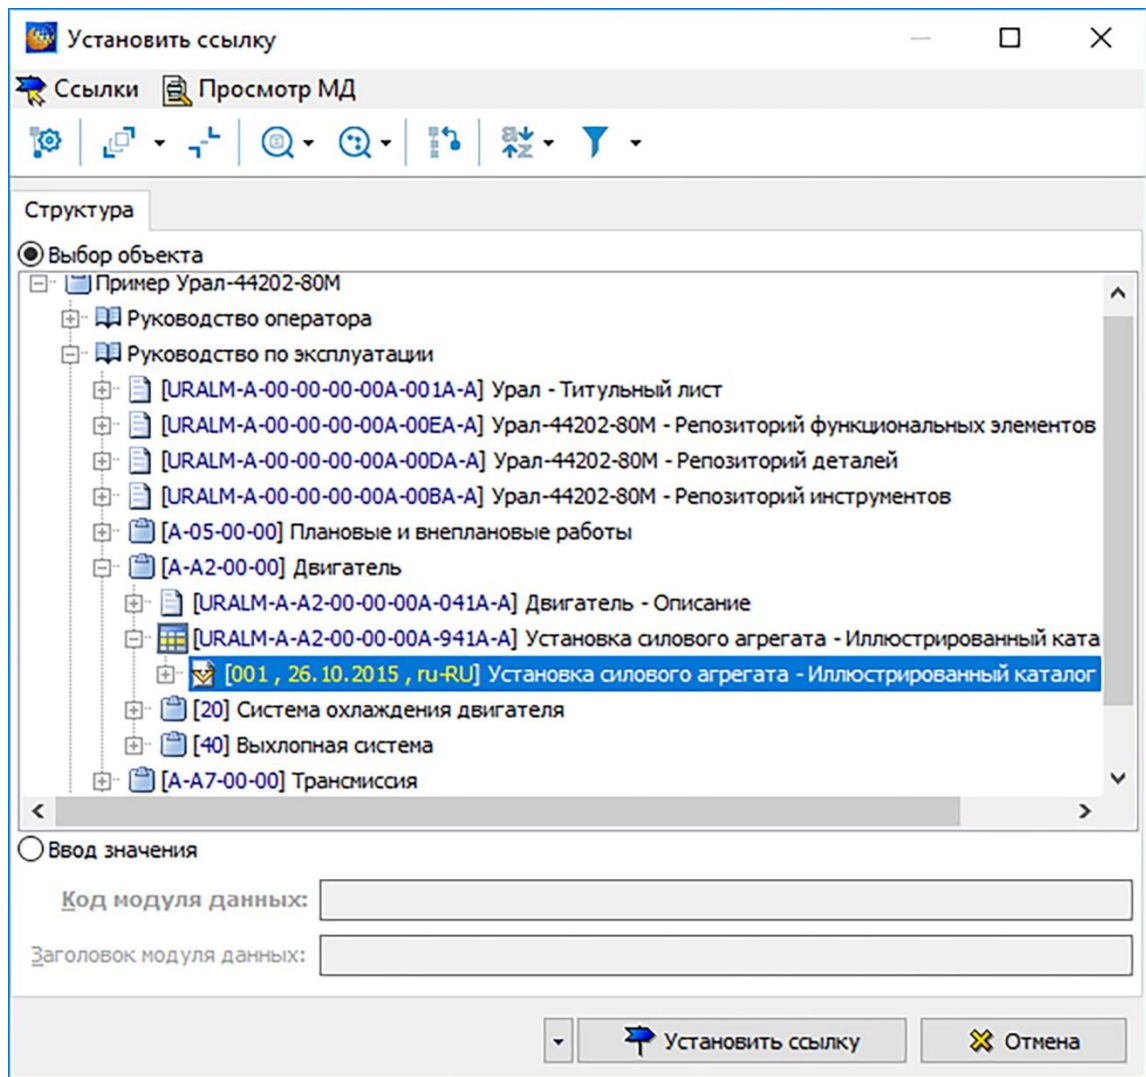 Установить ссылку
Ссылки Просмотр МД
Структура
Выбор объекта
Пример Урал-44202-80М
Руководство оператора
Руководство по эксплуатации
[URALM-A-00-00-00-00A-001A-A] Урал - Титульный лист
[URALM-A-00-00-00-00A-00EA-A] Урал-44202-80М - Репозиторий функциональных элементов
[URALM-A-00-00-00-00A-00DA-A] Урал-44202-80М - Репозиторий деталей
[URALM-A-00-00-00-00A-00BA-A] Урал-44202-80М - Репозиторий инструментов
[A-05-00-00] Плановые и внеплановые работы
[A-A2-00-00] Двигатель
[URALM-A-A2-00-00-00A-041A-A] Двигатель - Описание
[URALM-A-A2-00-00-00A-941A-A] Установка силового агрегата - Иллюстрированный ката
[001 , 26.10.2015 , ru-RU] Установка силового агрегата - Иллюстрированный каталог
[20] Система охлаждения двигателя
[40] Выхлопная система
[A-A7-00-00] Трансмиссия
Ввод значения
Код модуля данных:
Заголовок модуля данных:
Установить ссылку Отмена